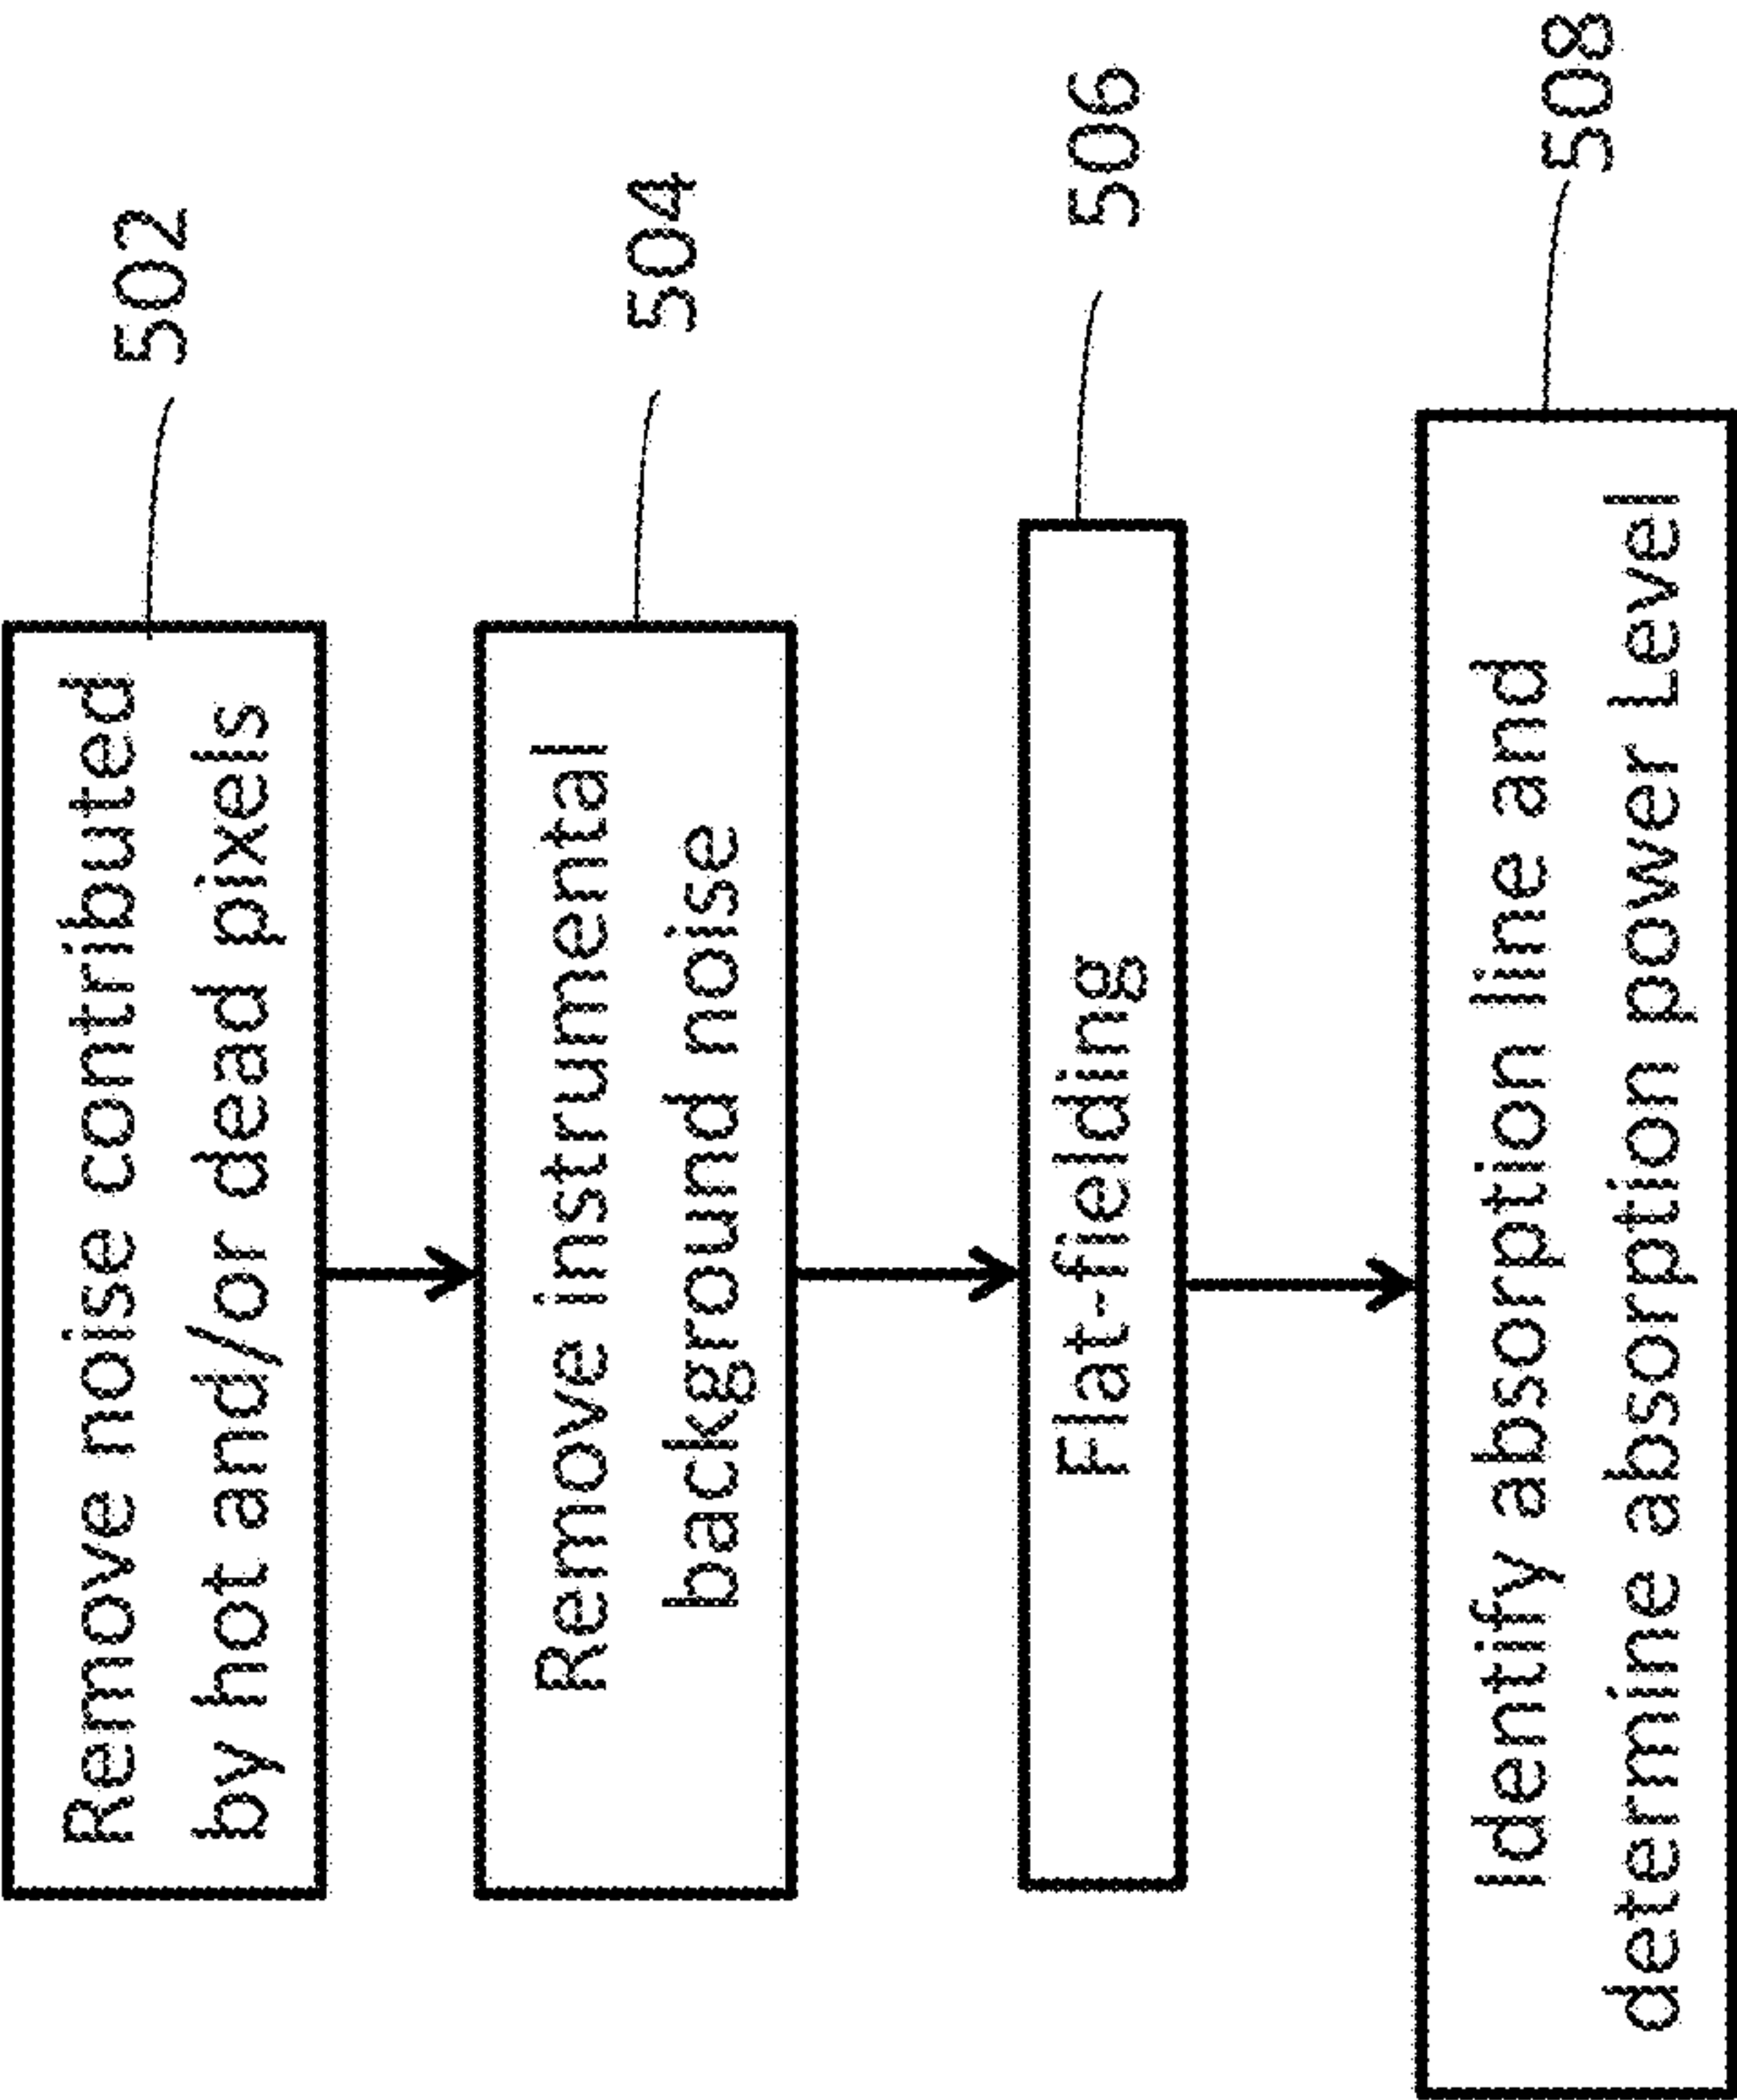 Remove noise contributed
by hot and/or dead pixels
502
Remove instrumental
background noise
504
Flat-fielding
506
Identify absorption line and
determine absorption power Level
508